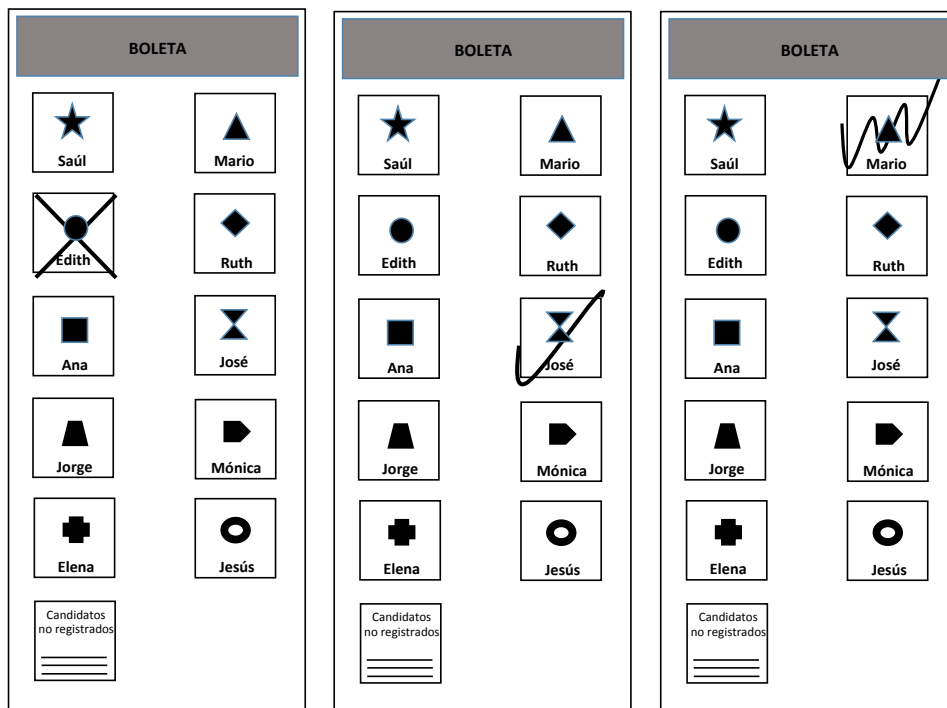 BOLETA
Saúl
Mario
Edith
Ruth
Ana
José
Jorge
Mónica
Elena
Jesús
Candidatos
no registrados
BOLETA
Saúl
Mario
Edith
Ruth
Ana
José
Jorge
Mónica
Elena
Jesús
Candidatos
no registrados
BOLETA
Saúl
Mario
Edith
Ruth
Ana
José
Jorge
Mónica
Elena
Jesús
Candidatos
no registrados